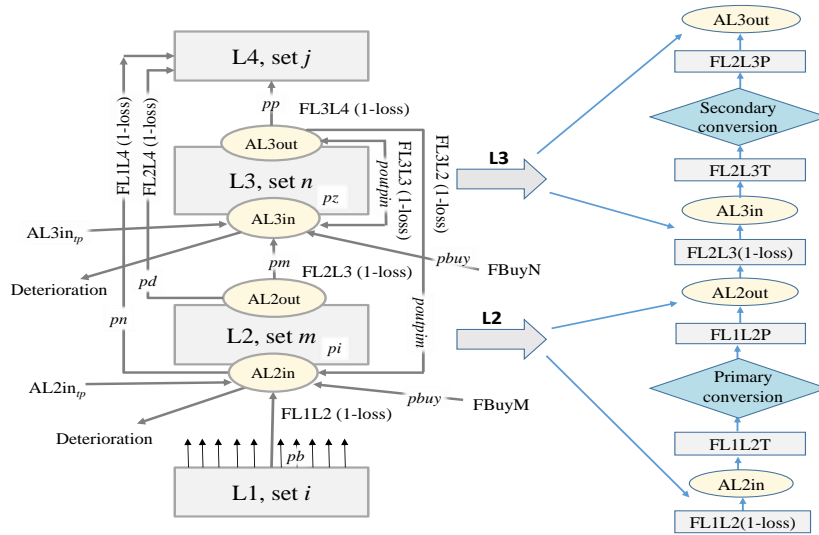 L4, set j
pp
FL3L4 (1-loss)
FL1L4 (1-loss)
FL2L4 (1-loss)
AL3out
L3, set n
pz
FL3L3 (1-loss)
poutpin
FL3L2 (1-loss)
AL3in
AL3in_tp
Deterioration
pm
pbuy
FBuyN
FL2L3 (1-loss)
pd
pn
AL2out
L2, set m
pi
poutpim
AL2in
AL2in_tp
pbuy
FBuyM
FL1L2 (1-loss)
Deterioration
pb
L1, set i
L3
L2
AL3out
FL2L3P
Secondary
conversion
FL2L3T
AL3in
FL2L3(1-loss)
AL2out
FL1L2P
Primary
conversion
FL1L2T
AL2in
FL1L2(1-loss)